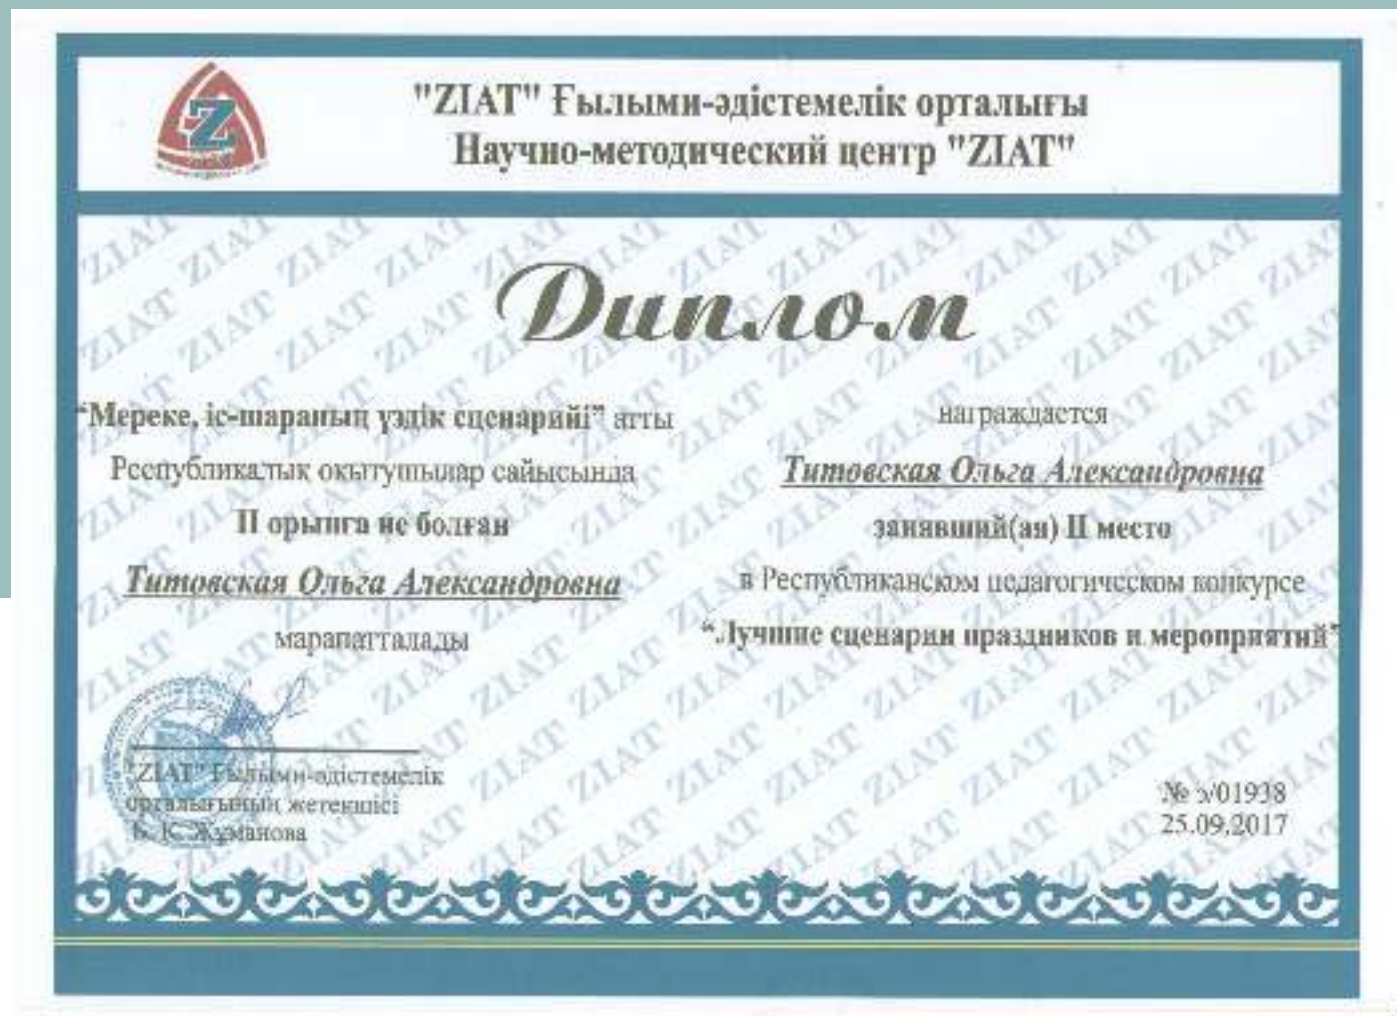 "ZIAT" Ғылыми-әдістемелік орталығы
Научно-методический центр "ZIAT"
Диплом
“Мереке, іс-шараның үздік сценарийі” атты
Республикалық оқытушылар сайысында
II орынга ие болған
Титовская Ольга Александровна
марапатталады
"ZIAT" Ғылыми-әдістемелік
орталығының жетекшісі
Жуманова
награждается
Титовская Ольга Александровна
занявший(ая) II место
в Республиканском педагогическом конкурсе
“Лучшие сценарии праздников и мероприятий”
№ /01938
25.09.2017